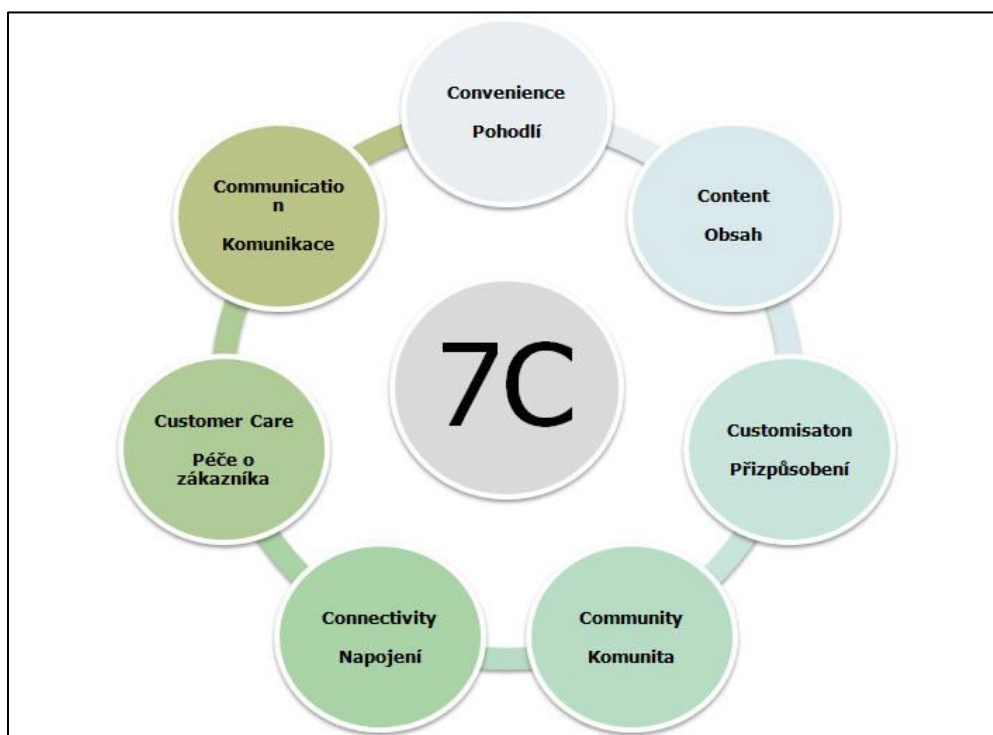 Convenience
Pohodlí
Content
Obsah
Customisaton
Přizpůsobení
Community
Komunita
Connectivity
Napojení
Customer Care
Péče o
zákazníka
Communicatio
n
Komunikace
7C